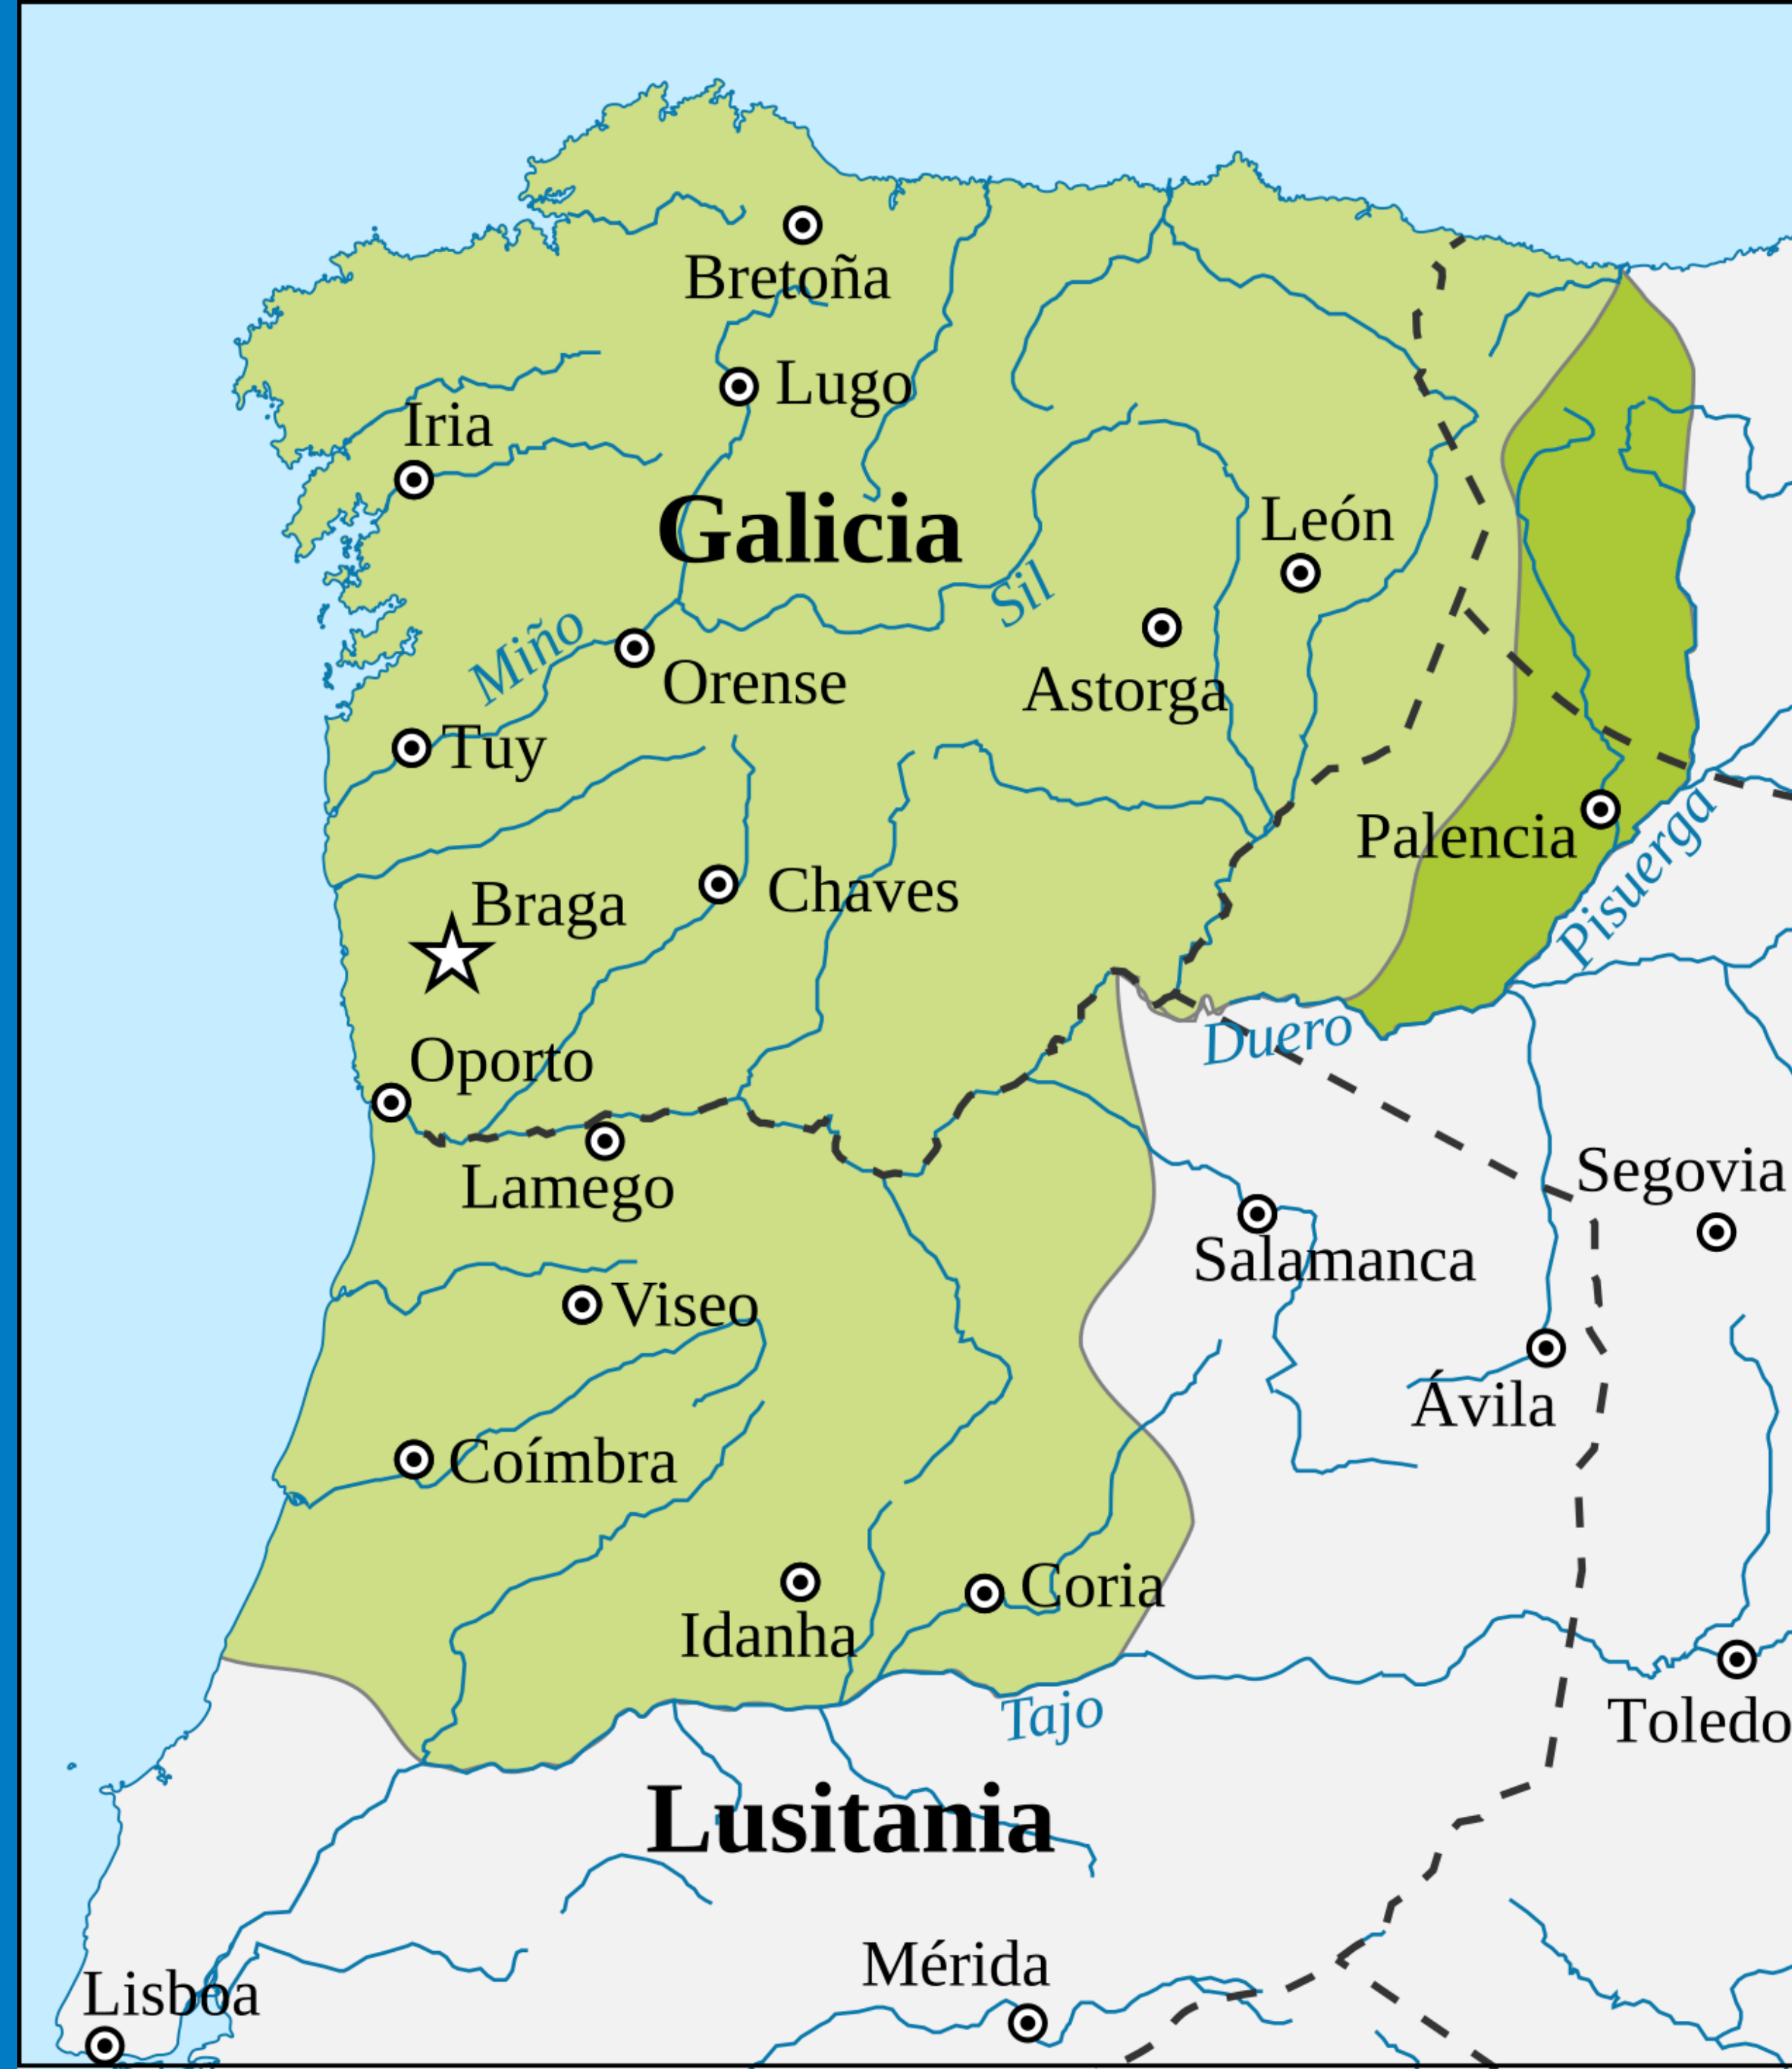 Bretoña
Lugo
Iria
Galicia
León
Sil
Miño
Orense
Astorga
Tuy
Palencia
Pisuerga
Braga
Chaves
Oporto
Duero
Lamego
Segovia
Salamanca
Viseo
Ávila
Coímbra
Coria
Idanha
Tajo
Toledo
Lusitania
Mérida
Lisboa